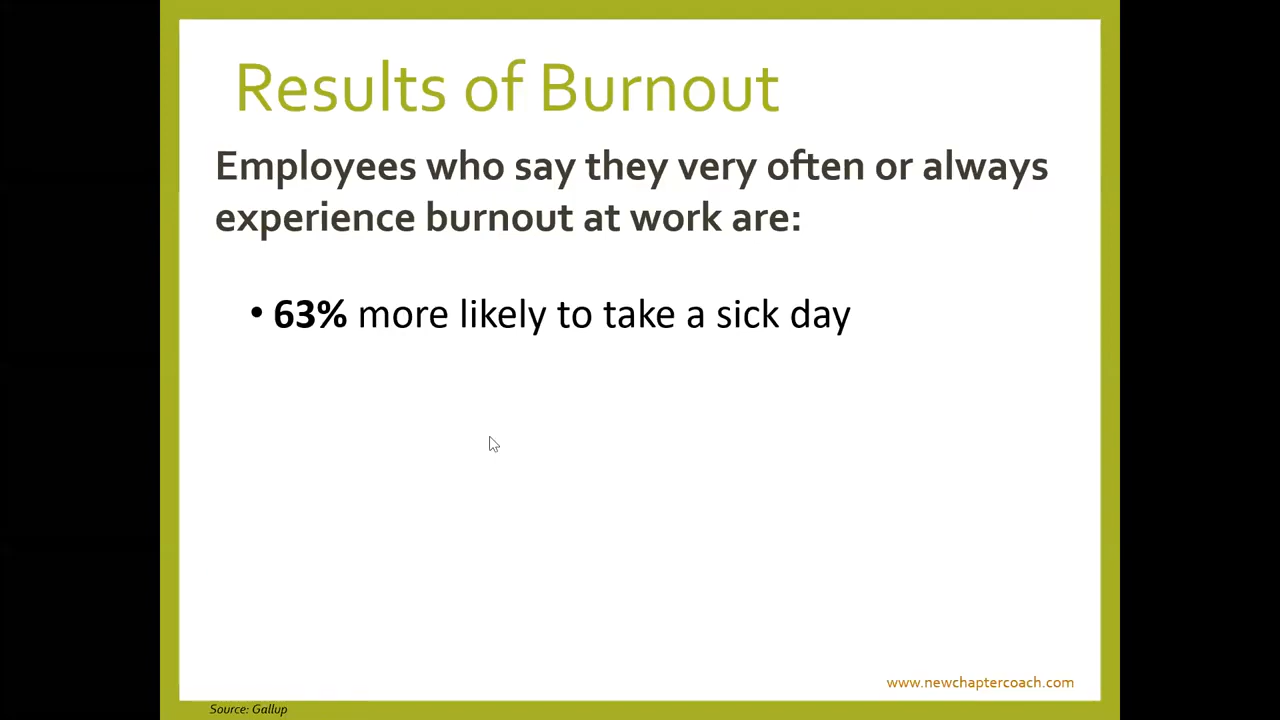 Results of Burnout
Employees who say they very often or always
experience burnout at work are:
• 63% more likely to take a sick day
www.newchaptercoach.com
Source: Gallup